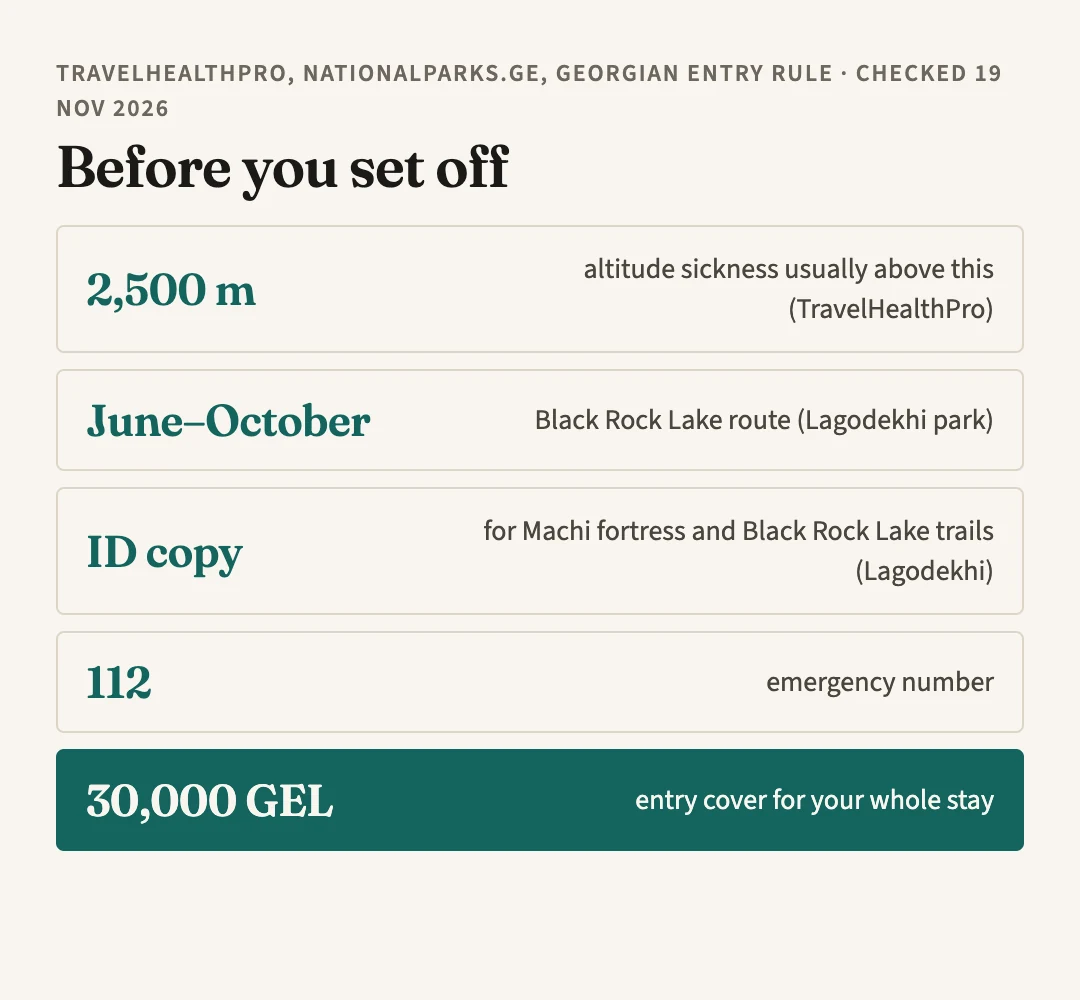 TRAVELHEALTHPRO, NATIONALPARKS.GE, GEORGIAN ENTRY RULE · CHECKED 19
NOV 2026
Before you set off
2,500 m
altitude sickness usually above this
(TravelHealthPro)
June–October
Black Rock Lake route (Lagodekhi park)
ID copy
for Machi fortress and Black Rock Lake trails
(Lagodekhi)
112
emergency number
30,000 GEL
entry cover for your whole stay